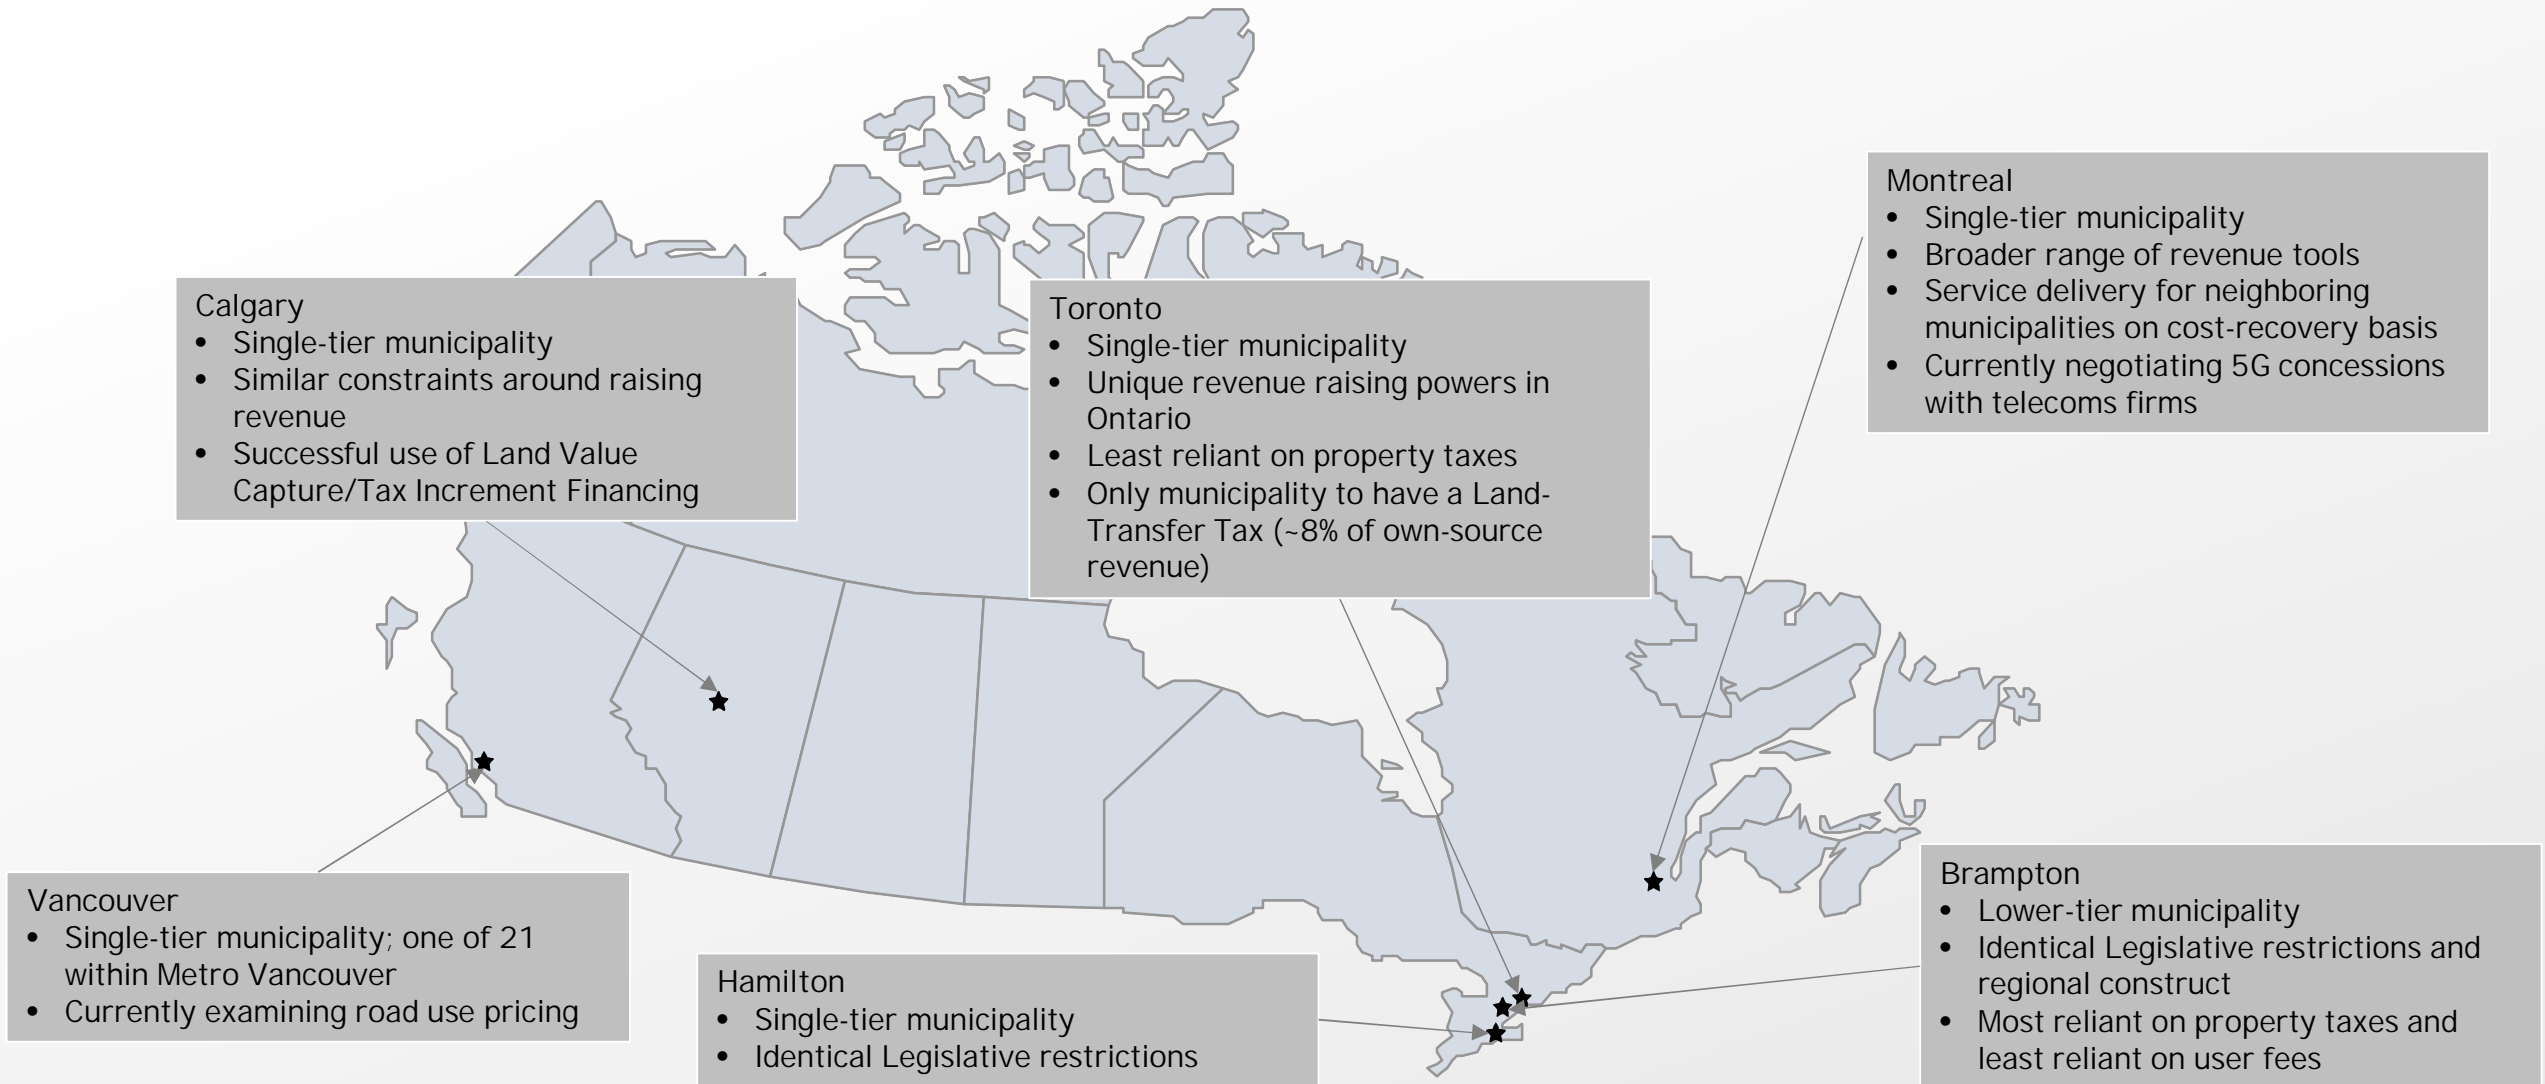 Calgary
• Single-tier municipality
• Similar constraints around raising
revenue
• Successful use of Land Value
Capture/Tax Increment Financing
Toronto
• Single-tier municipality
• Unique revenue raising powers in
Ontario
• Least reliant on property taxes
• Only municipality to have a Land-
Transfer Tax (~8% of own-source
revenue)
Montreal
• Single-tier municipality
• Broader range of revenue tools
• Service delivery for neighboring
municipalities on cost-recovery basis
• Currently negotiating 5G concessions
with telecoms firms
Vancouver
• Single-tier municipality; one of 21
within Metro Vancouver
• Currently examining road use pricing
Hamilton
• Single-tier municipality
• Identical Legislative restrictions
Brampton
• Lower-tier municipality
• Identical Legislative restrictions and
regional construct
• Most reliant on property taxes and
least reliant on user fees